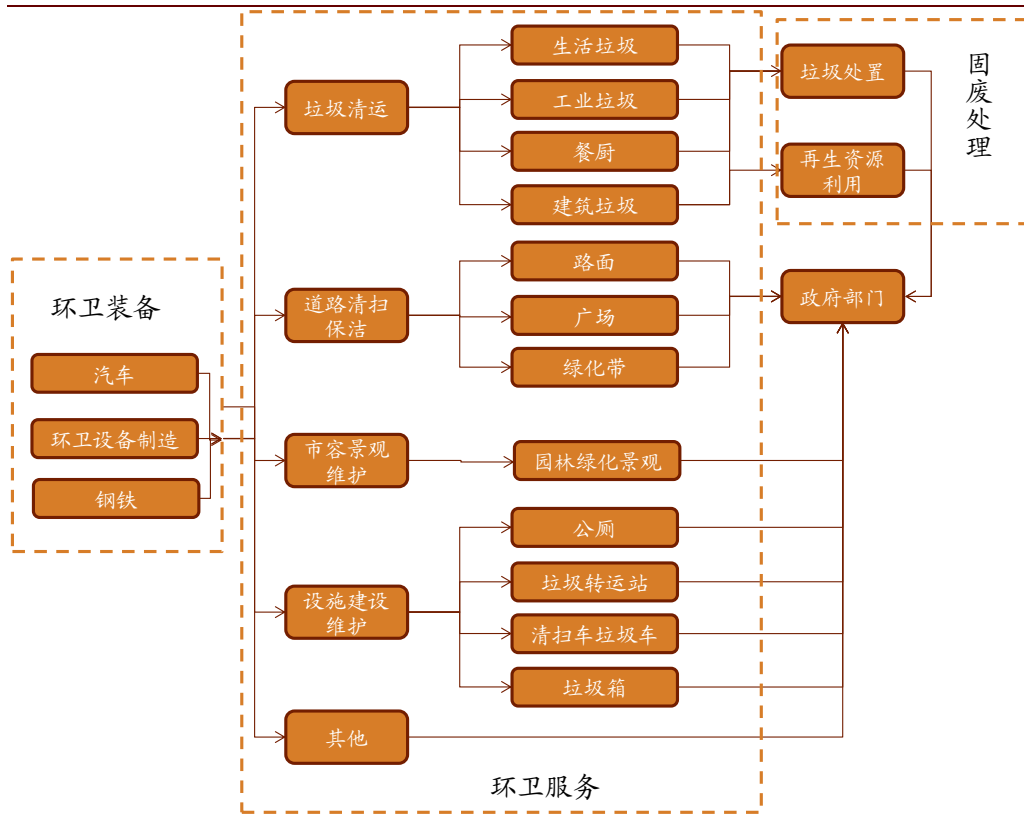 环卫装备
汽车
环卫设备制造
钢铁
垃圾清运
道路清扫
保洁
市容景观
维护
设施建设
维护
其他
生活垃圾
工业垃圾
餐厨
建筑垃圾
路面
广场
绿化带
园林绿化景观
公厕
垃圾转运站
清扫车垃圾车
垃圾箱
环卫服务
垃圾处置
再生资源
利用
固
废
处
理
政府部门